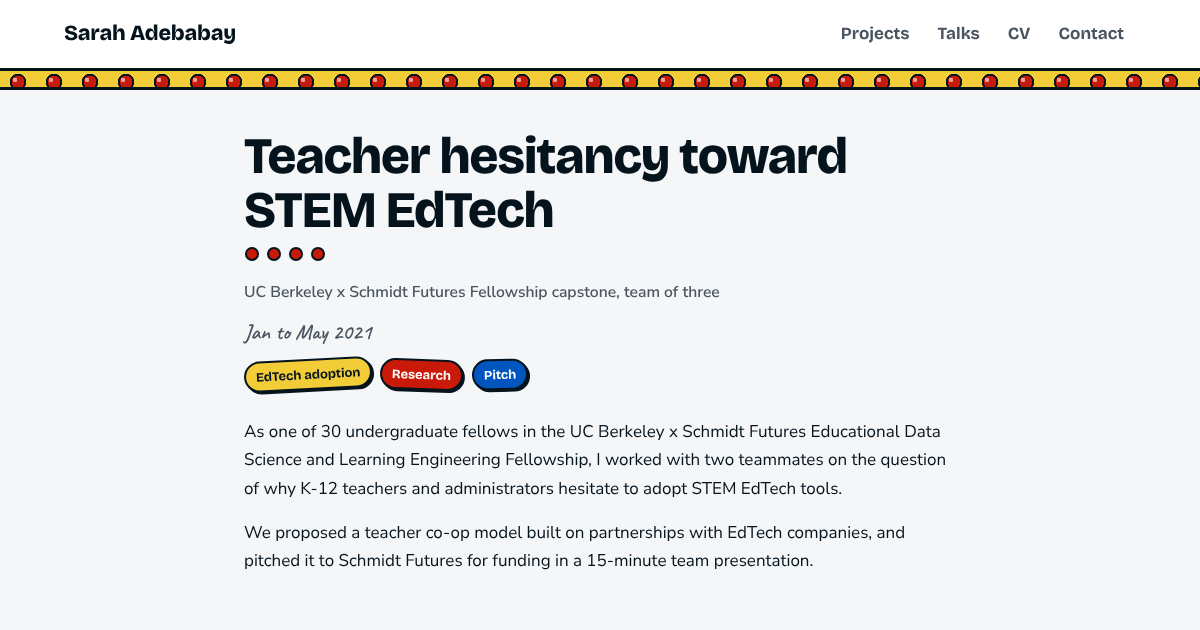 Sarah Adebabay
Projects Talks CV Contact
Teacher hesitancy toward
STEM EdTech
UC Berkeley x Schmidt Futures Fellowship capstone, team of three
Jan to May 2021
EdTech adoption Research Pitch
As one of 30 undergraduate fellows in the UC Berkeley x Schmidt Futures Educational Data
Science and Learning Engineering Fellowship, I worked with two teammates on the question
of why K-12 teachers and administrators hesitate to adopt STEM EdTech tools.
We proposed a teacher co-op model built on partnerships with EdTech companies, and
pitched it to Schmidt Futures for funding in a 15-minute team presentation.